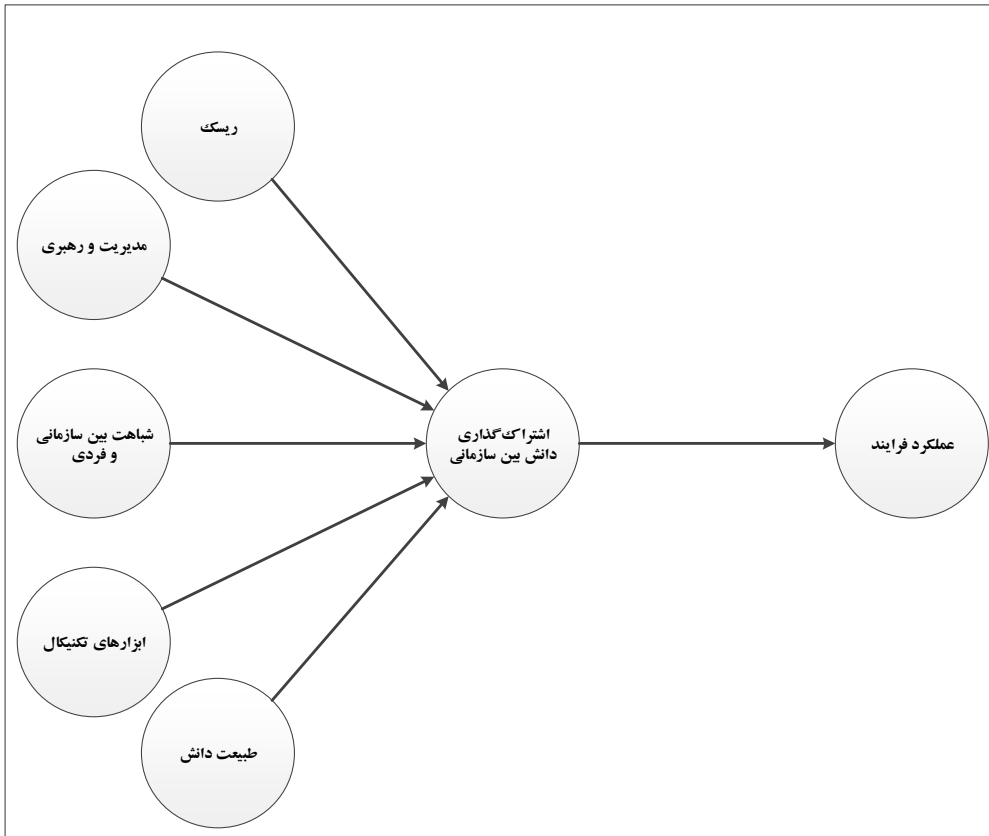 ریسک
مدیریت و رهبری
شباهت بین سازمانی
و فردی
اشتراک‌گذاری
دانش بین سازمانی
عملکرد فرایند
ابزارهای تکنیکال
طبیعت دانش